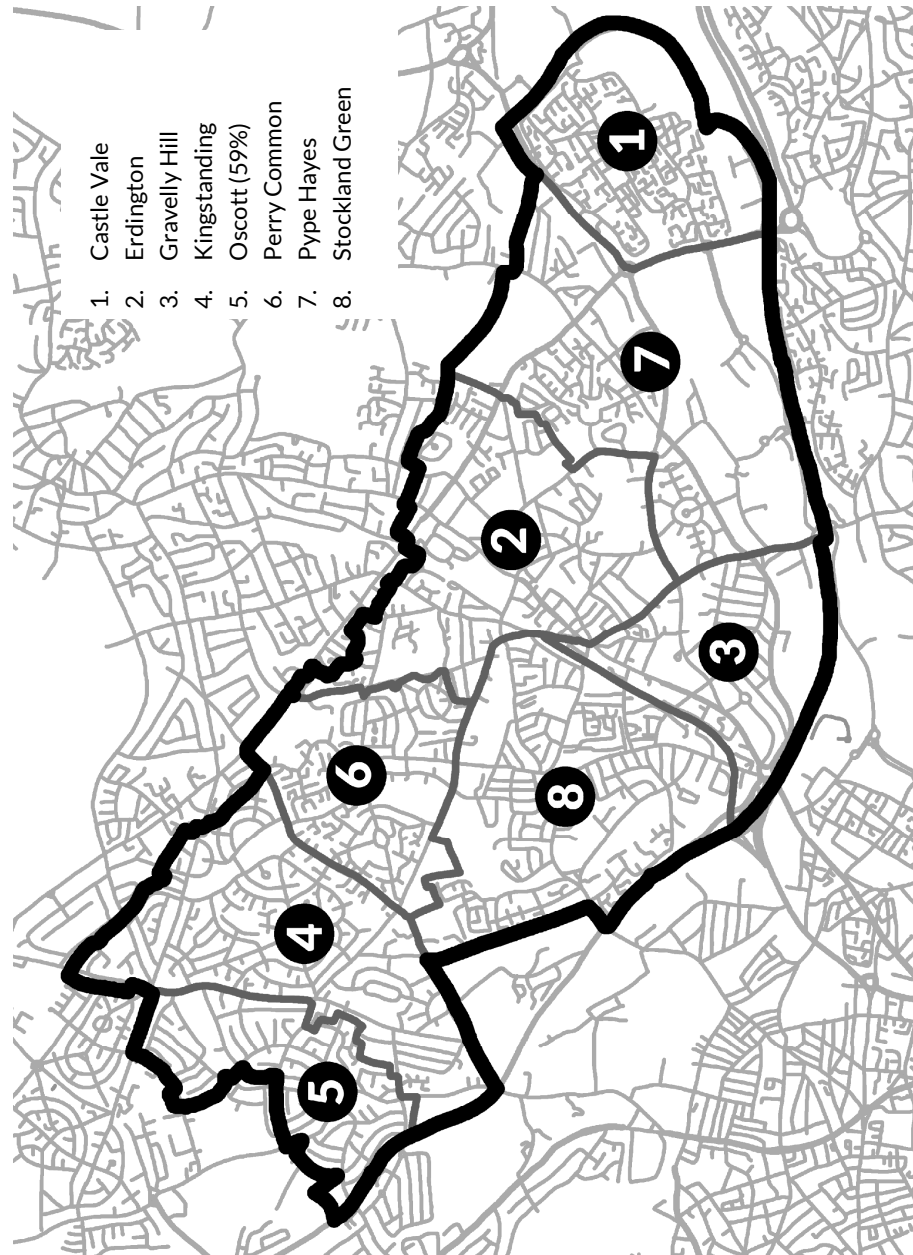 1. Castle Vale
2. Erdington
3. Gravelly Hill
4. Kingstanding
5. Oscott (59%)
6. Perry Common
7. Pype Hayes
8. Stockland Green
5
4
6
8
2
3
7
1